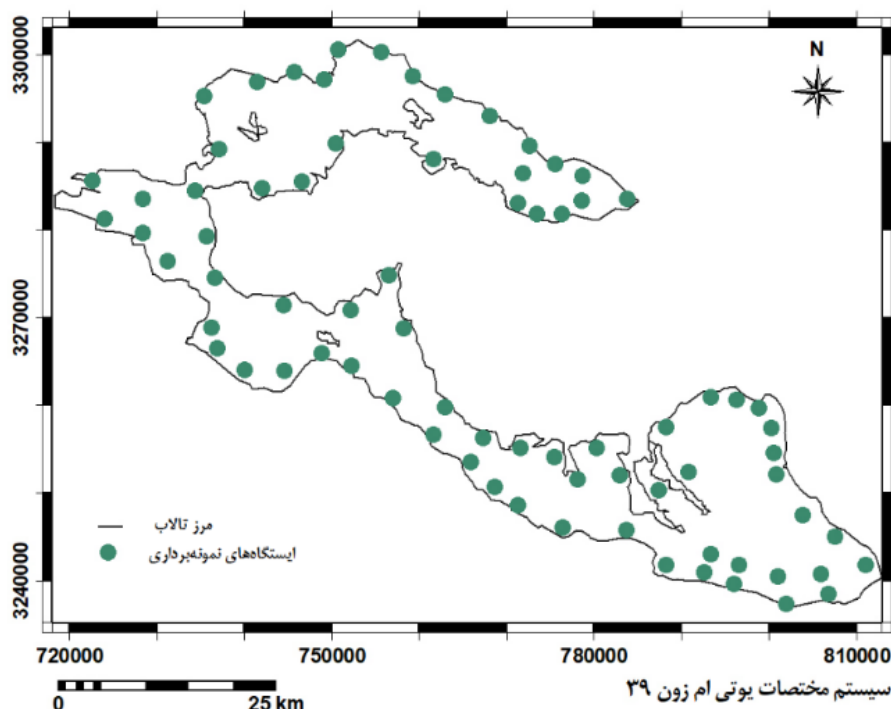 3300000
3270000
3240000
N
مرز تالاب
ایستگاه‌های نمونه‌برداری
720000 750000 780000 810000
0 25 km
سیستم مختصات یوتی ام زون ۳۹